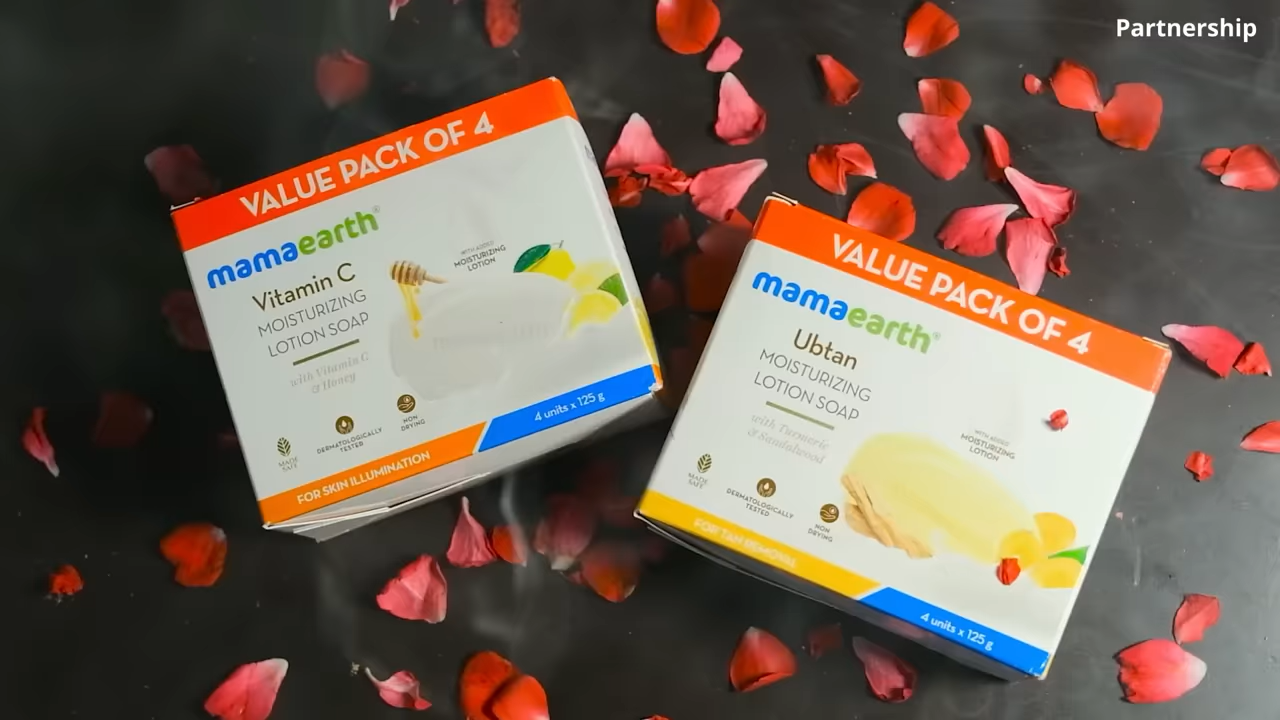 Partnership
VALUE PACK OF 4
mamaearth®
Vitamin C
MOISTURIZING
LOTION SOAP
with Vitamin C
& Honey
WITH ADDED
MOISTURIZING
LOTION
MADE
SAFE
DERMATOLOGICALLY
TESTED
NON
DRYING
FOR SKIN ILLUMINATION
4 units x 125 g
VALUE PACK OF 4
mamaearth®
Ubtan
MOISTURIZING
LOTION SOAP
with Turmeric
& Sandalwood
WITH ADDED
MOISTURIZING
LOTION
MADE
SAFE
DERMATOLOGICALLY
TESTED
NON
DRYING
FOR TAN REMOVAL
4 units x 125 g